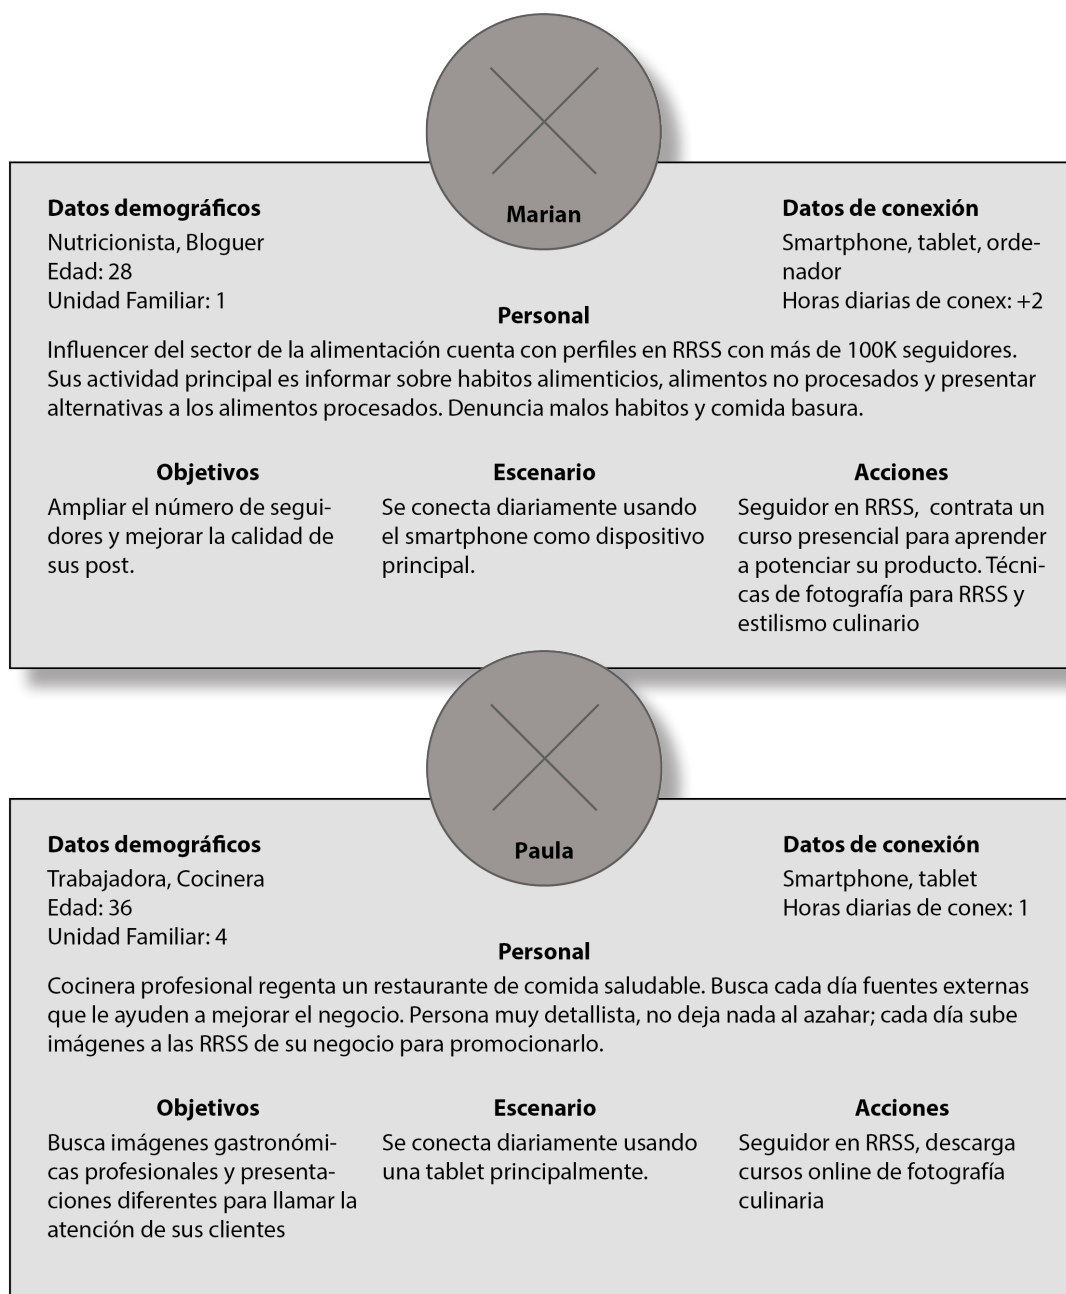 Marian
Datos demográficos
Nutricionista, Bloguer
Edad: 28
Unidad Familiar: 1
Datos de conexión
Smartphone, tablet, orde-
nador
Horas diarias de conex: +2
Personal
Influencer del sector de la alimentación cuenta con perfiles en RRSS con más de 100K seguidores.
Sus actividad principal es informar sobre habitos alimenticios, alimentos no procesados y presentar
alternativas a los alimentos procesados. Denuncia malos habitos y comida basura.
Objetivos
Ampliar el número de segui-
dores y mejorar la calidad de
sus post.
Escenario
Se conecta diariamente usando
el smartphone como dispositivo
principal.
Acciones
Seguidor en RRSS,  contrata un
curso presencial para aprender
a potenciar su producto. Técni-
cas de fotografía para RRSS y
estilismo culinario
Paula
Datos demográficos
Trabajadora, Cocinera
Edad: 36
Unidad Familiar: 4
Datos de conexión
Smartphone, tablet
Horas diarias de conex: 1
Personal
Cocinera profesional regenta un restaurante de comida saludable. Busca cada día fuentes externas
que le ayuden a mejorar el negocio. Persona muy detallista, no deja nada al azahar; cada día sube
imágenes a las RRSS de su negocio para promocionarlo.
Objetivos
Busca imágenes gastronómi-
cas profesionales y presenta-
ciones diferentes para llamar la
atención de sus clientes
Escenario
Se conecta diariamente usando
una tablet principalmente.
Acciones
Seguidor en RRSS, descarga
cursos online de fotografía
culinaria